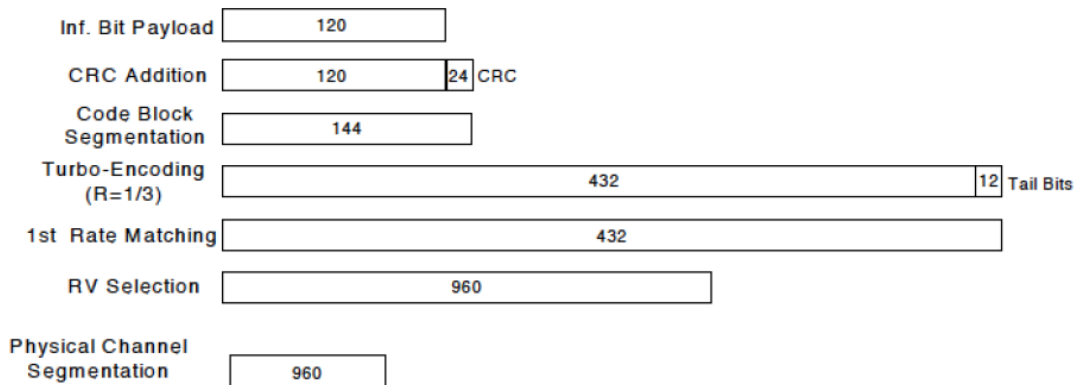 Inf. Bit Payload 120
CRC Addition 120 24 CRC
Code Block
Segmentation 144
Turbo-Encoding
(R=1/3) 432 12 Tail Bits
1st Rate Matching 432
RV Selection 960
Physical Channel
Segmentation 960